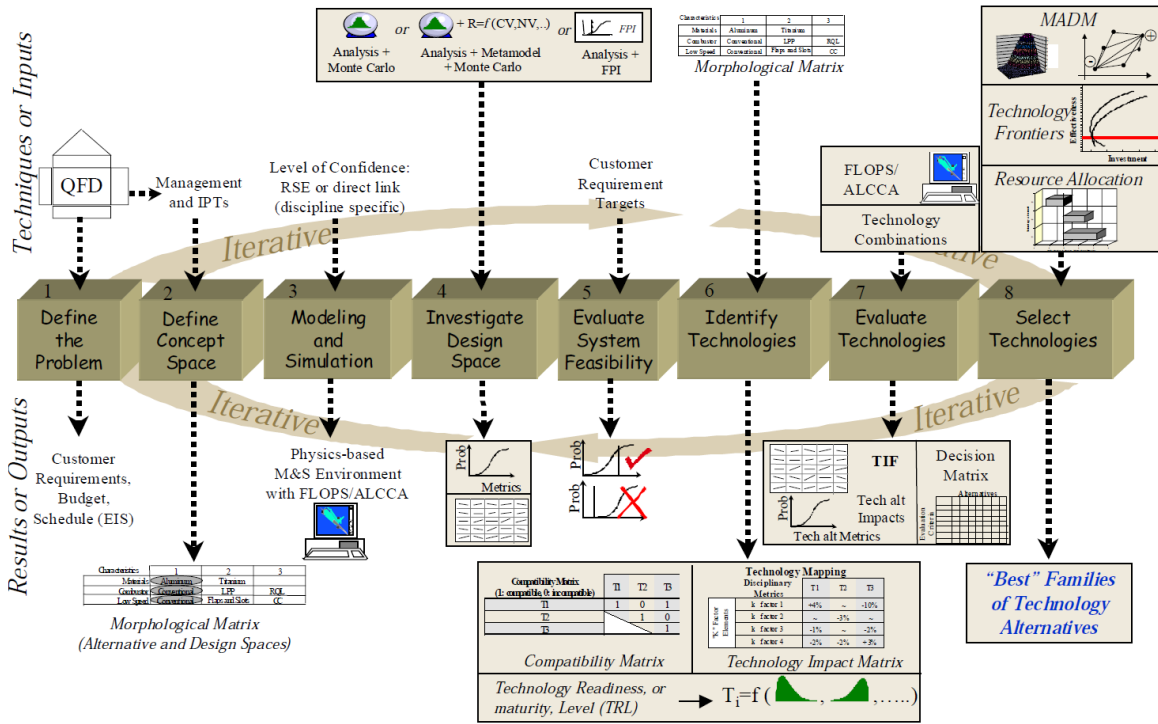 Techniques or Inputs
Results or Outputs
or
+ R=f (CV,NV,..)
or
FPI
Analysis +
Monte Carlo
Analysis + Metamodel
+ Monte Carlo
Analysis +
FPI
Characteristics 1 2 3
Materials Aluminum Titanium
Combustor Conventional LPP RQL
Low Speed Conventional Flaps and Slots CC
Morphological Matrix
MADM
Technology
Frontiers
Effectiveness
Investment
Resource Allocation
QFD
Management
and IPTs
Level of Confidence:
RSE or direct link
(discipline specific)
Customer
Requirement
Targets
FLOPS/
ALCCA
Technology
Combinations
Iterative
Iterative
1
Define
the
Problem
2
Define
Concept
Space
3
Modeling
and
Simulation
4
Investigate
Design
Space
5
Evaluate
System
Feasibility
6
Identify
Technologies
7
Evaluate
Technologies
8
Select
Technologies
Iterative
Iterative
Customer
Requirements,
Budget,
Schedule (EIS)
Physics-based
M&S Environment
with FLOPS/ALCCA
Prob
Metrics
Prob
Prob
TIF
Prob
Tech alt
Impacts
Tech alt Metrics
Decision
Matrix
Alternatives
Evaluation
Criteria
Characteristics 1 2 3
Materials Aluminum Titanium
Combustor Conventional LPP RQL
Low Speed Conventional Flaps and Slots CC
Morphological Matrix
(Alternative and Design Spaces)
Compatibility Matrix
(1: compatible, 0: incompatible) T1 T2 T3
T1 1 0 1
T2 1 0
T3 1
Compatibility Matrix
Technology Mapping
Disciplinary
Metrics T1 T2 T3
"K" Factor
Elements
k factor 1 +4% ~ -10%
k factor 2 ~ -3% ~
k factor 3 -1% ~ -2%
k factor 4 -2% -2% +3%
Technology Impact Matrix
Technology Readiness, or
maturity, Level (TRL)
Ti=f ( , ,…..)
“Best” Families
of Technology
Alternatives